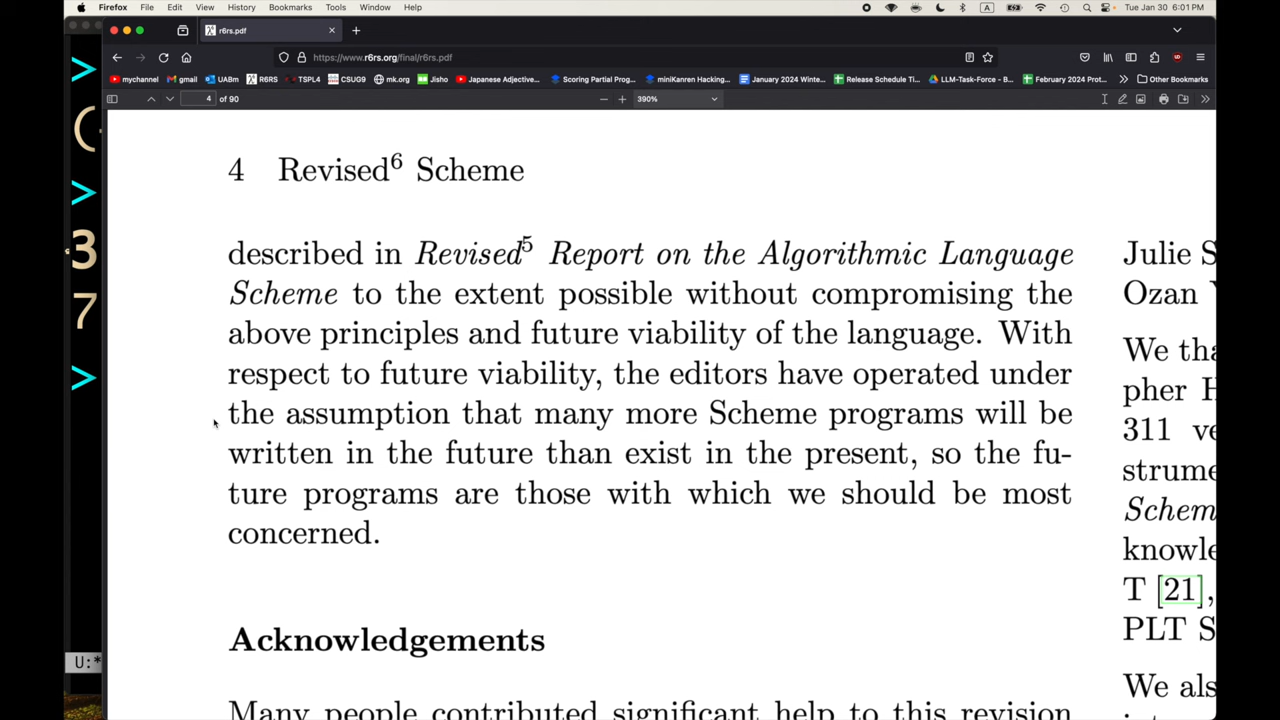 Firefox File Edit View History Bookmarks Tools Window Help
A
Tue Jan 30 6:01 PM
r6rs.pdf
https://www.r6rs.org/final/r6rs.pdf
mychannel gmail UABm R6RS TSPL4 CSUG9 mk.org Jisho Japanese Adjective... Scoring Partial Prog... miniKanren Hacking... January 2024 Winte... Release Schedule Ti... LLM-Task-Force - B... February 2024 Prot... Other Bookmarks
4 of 90
390%
>
(
>
3
7
>
U:*
4 Revised6 Scheme
described in Revised5 Report on the Algorithmic Language
Scheme to the extent possible without compromising the
above principles and future viability of the language. With
respect to future viability, the editors have operated under
the assumption that many more Scheme programs will be
written in the future than exist in the present, so the fu-
ture programs are those with which we should be most
concerned.
Acknowledgements
Many people contributed significant help to this revision
Julie S
Ozan
We tha
pher H
311 ve
strume
Schem
knowle
T [21],
PLT S
We als